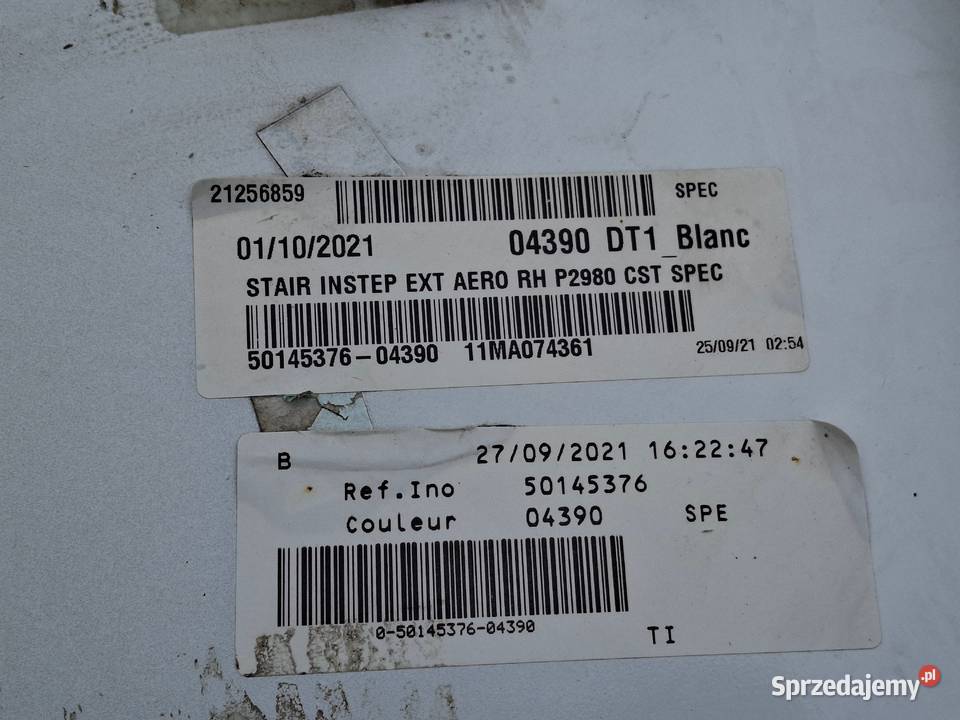 21256859 SPEC
01/10/2021 04390 DT1_Blanc
STAIR INSTEP EXT AERO RH P2980 CST SPEC
50145376-04390 11MA074361 25/09/21 02:54
B 27/09/2021 16:22:47
Ref.Ino 50145376
Couleur 04390 SPE
0-50145376-04390
TI
Sprzedajemy.pl